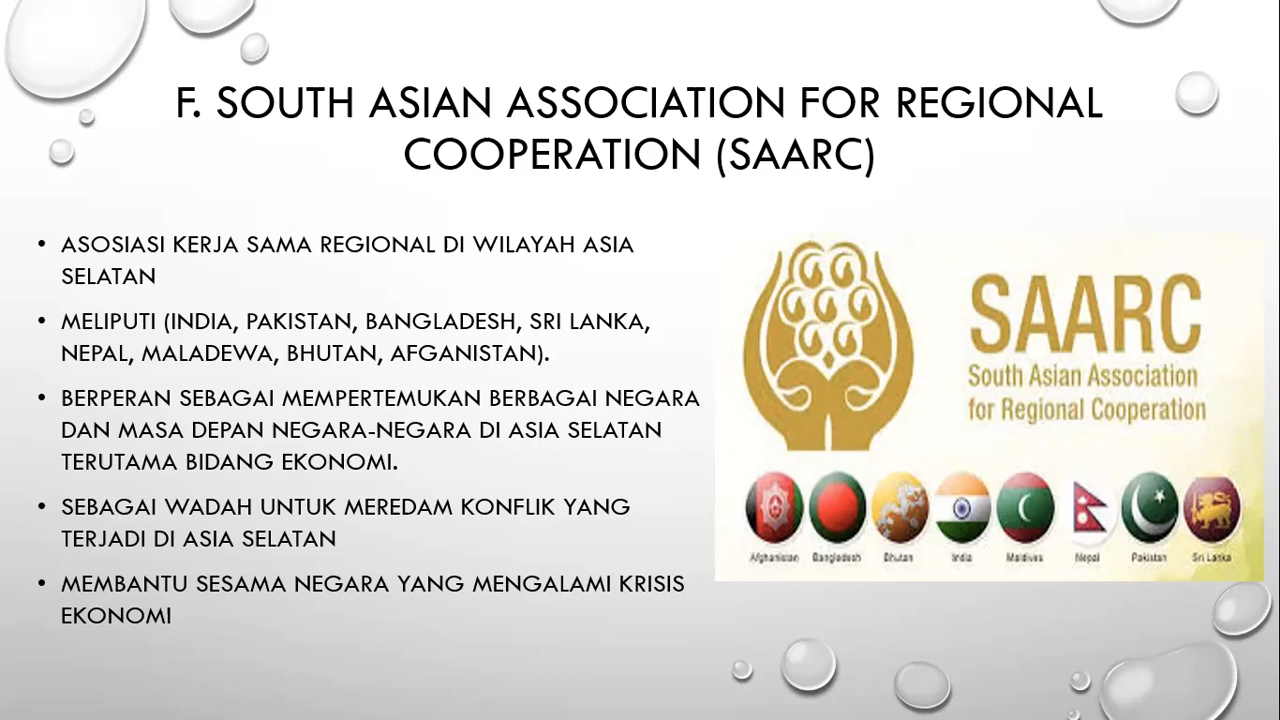 F. SOUTH ASIAN ASSOCIATION FOR REGIONAL
COOPERATION (SAARC)
• ASOSIASI KERJA SAMA REGIONAL DI WILAYAH ASIA
SELATAN
• MELIPUTI (INDIA, PAKISTAN, BANGLADESH, SRI LANKA,
NEPAL, MALADEWA, BHUTAN, AFGANISTAN).
• BERPERAN SEBAGAI MEMPERTEMUKAN BERBAGAI NEGARA
DAN MASA DEPAN NEGARA-NEGARA DI ASIA SELATAN
TERUTAMA BIDANG EKONOMI.
• SEBAGAI WADAH UNTUK MEREDAM KONFLIK YANG
TERJADI DI ASIA SELATAN
• MEMBANTU SESAMA NEGARA YANG MENGALAMI KRISIS
EKONOMI
SAARC
South Asian Association
for Regional Cooperation
Afghanistan Bangladesh Bhutan India Maldives Nepal Pakistan Sri Lanka